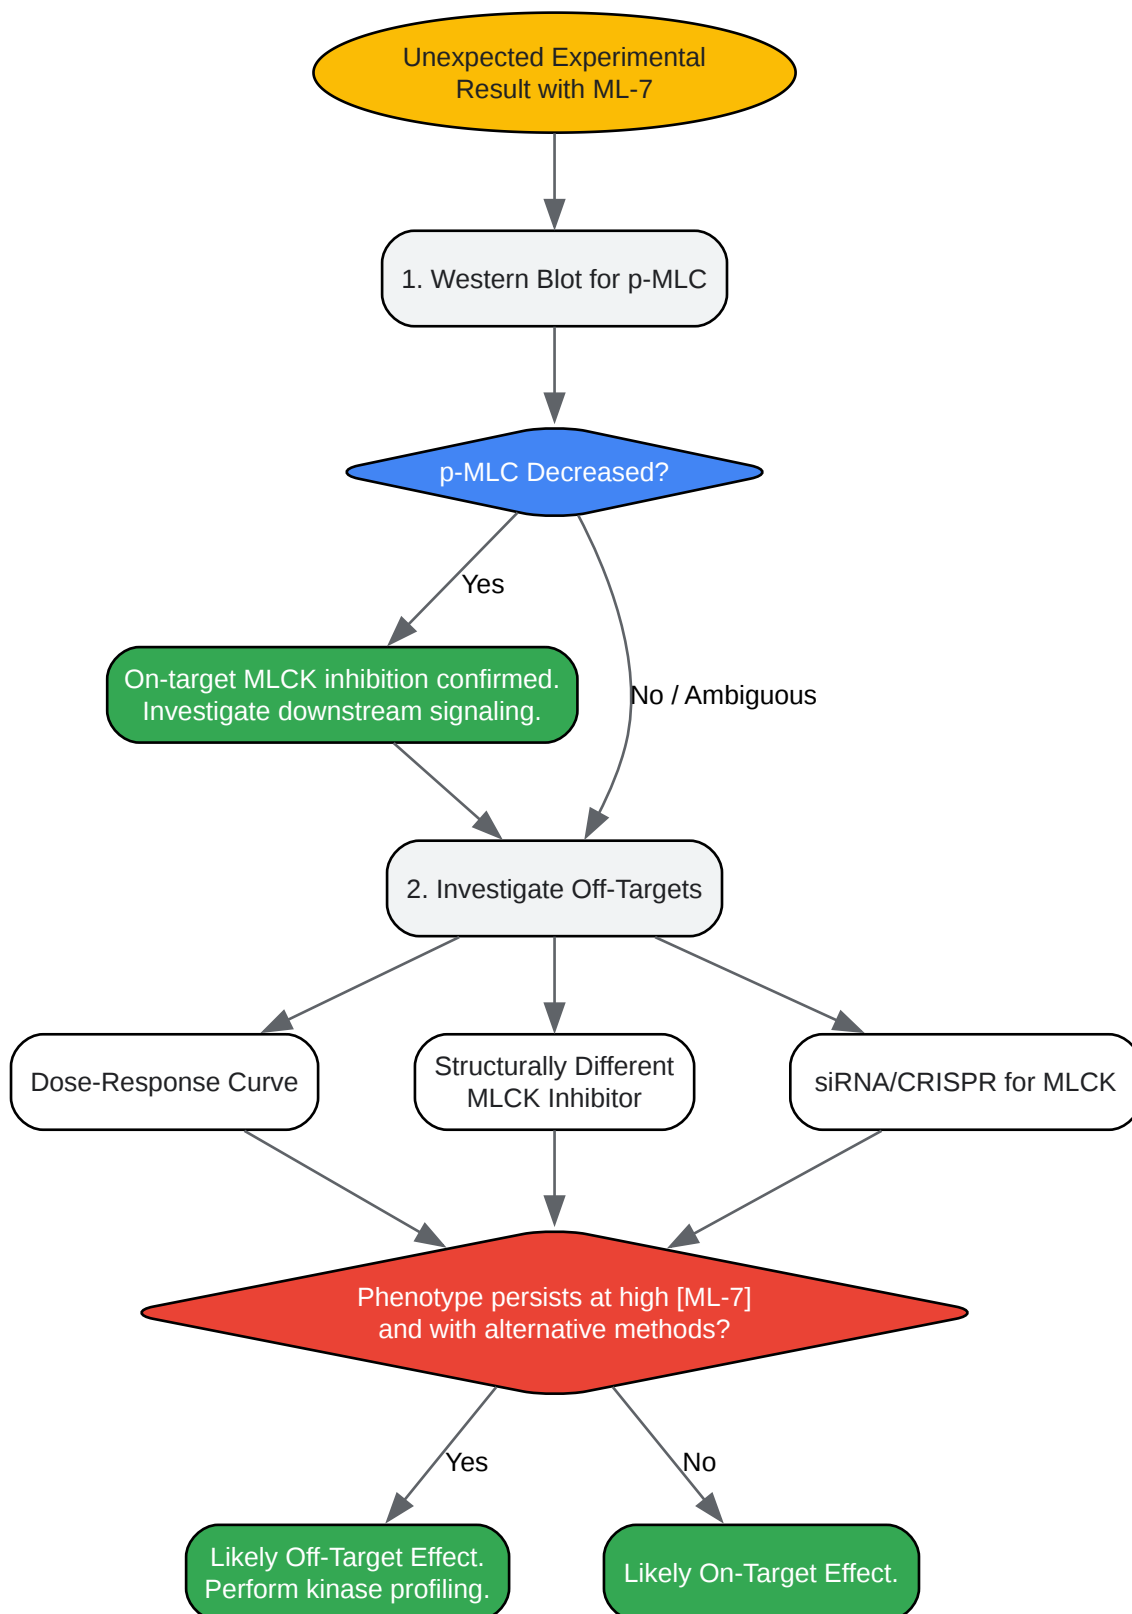 Unexpected Experimental
Result with ML-7
1. Western Blot for p-MLC
p-MLC Decreased?
Yes
On-target MLCK inhibition confirmed.
Investigate downstream signaling.
No / Ambiguous
2. Investigate Off-Targets
Dose-Response Curve
Structurally Different
MLCK Inhibitor
siRNA/CRISPR for MLCK
Phenotype persists at high [ML-7]
and with alternative methods?
Yes
No
Likely Off-Target Effect.
Perform kinase profiling.
Likely On-Target Effect.